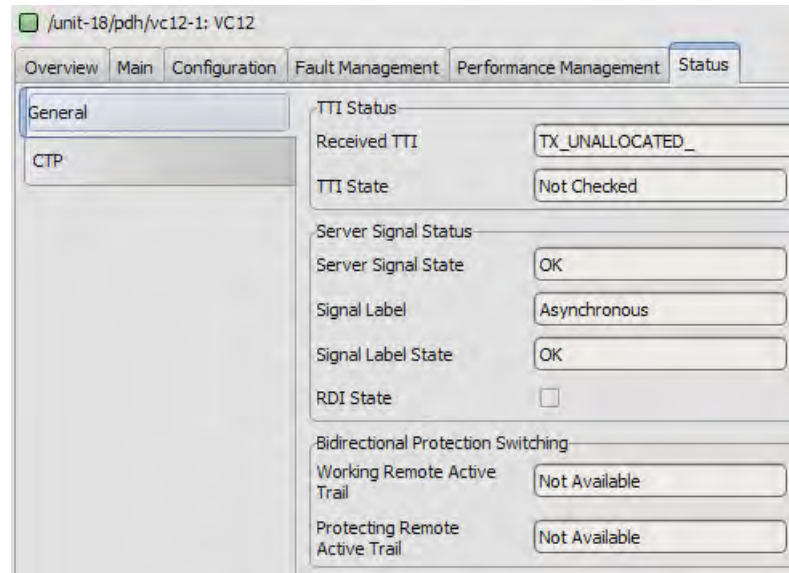 /unit-18/pdh/vc12-1: VC12
Overview Main Configuration Fault Management Performance Management Status
General
CTP
TTI Status
Received TTI TX_UNALLOCATED_
TTI State Not Checked
Server Signal Status
Server Signal State OK
Signal Label Asynchronous
Signal Label State OK
RDI State
Bidirectional Protection Switching
Working Remote Active
Trail Not Available
Protecting Remote
Active Trail Not Available